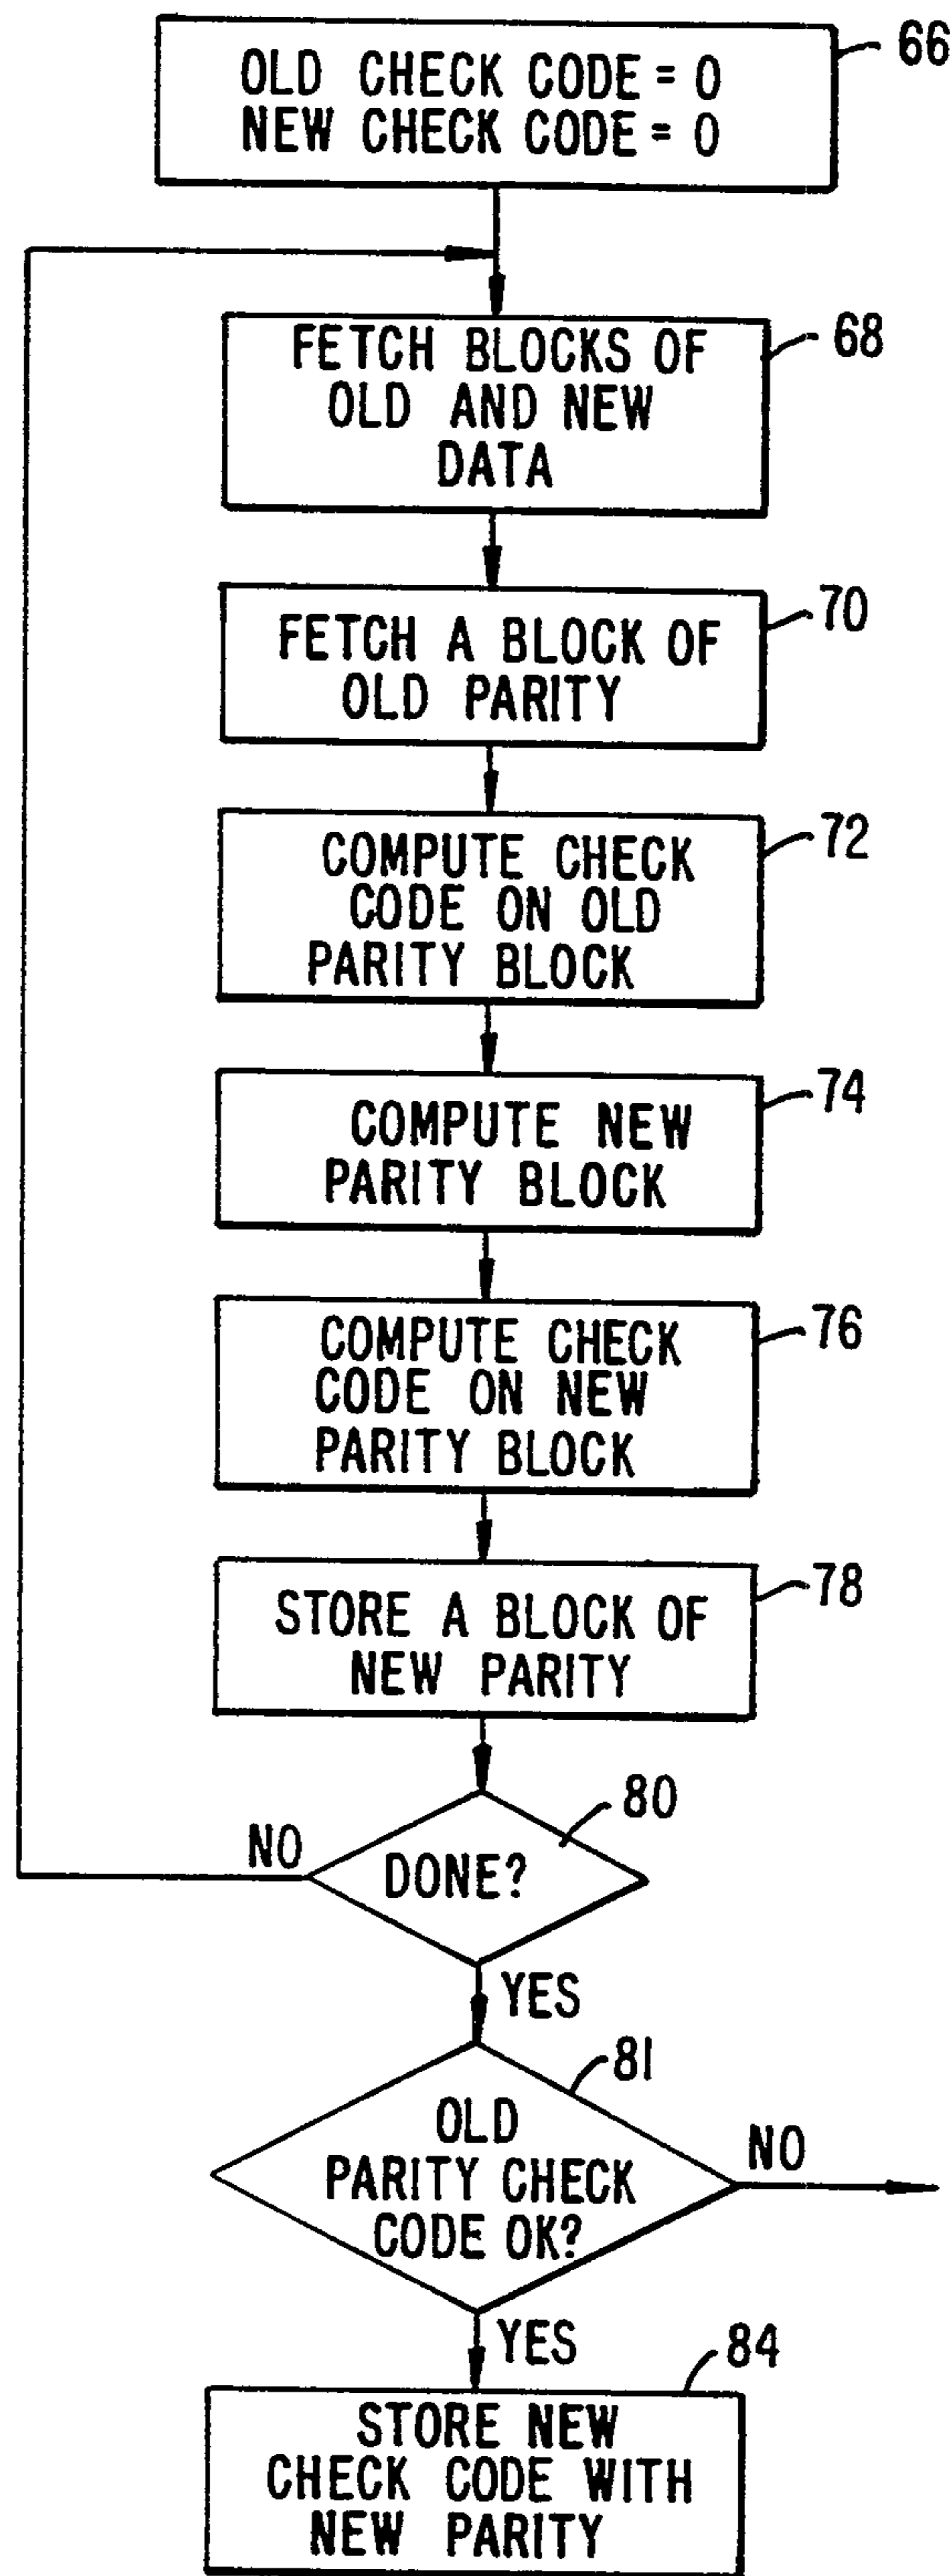 66
OLD CHECK CODE = 0
NEW CHECK CODE = 0
68
FETCH BLOCKS OF
OLD AND NEW
DATA
70
FETCH A BLOCK OF
OLD PARITY
72
COMPUTE CHECK
CODE ON OLD
PARITY BLOCK
74
COMPUTE NEW
PARITY BLOCK
76
COMPUTE CHECK
CODE ON NEW
PARITY BLOCK
78
STORE A BLOCK OF
NEW PARITY
80
NO
DONE?
YES
81
OLD
PARITY CHECK
CODE OK?
NO
YES
84
STORE NEW
CHECK CODE WITH
NEW PARITY